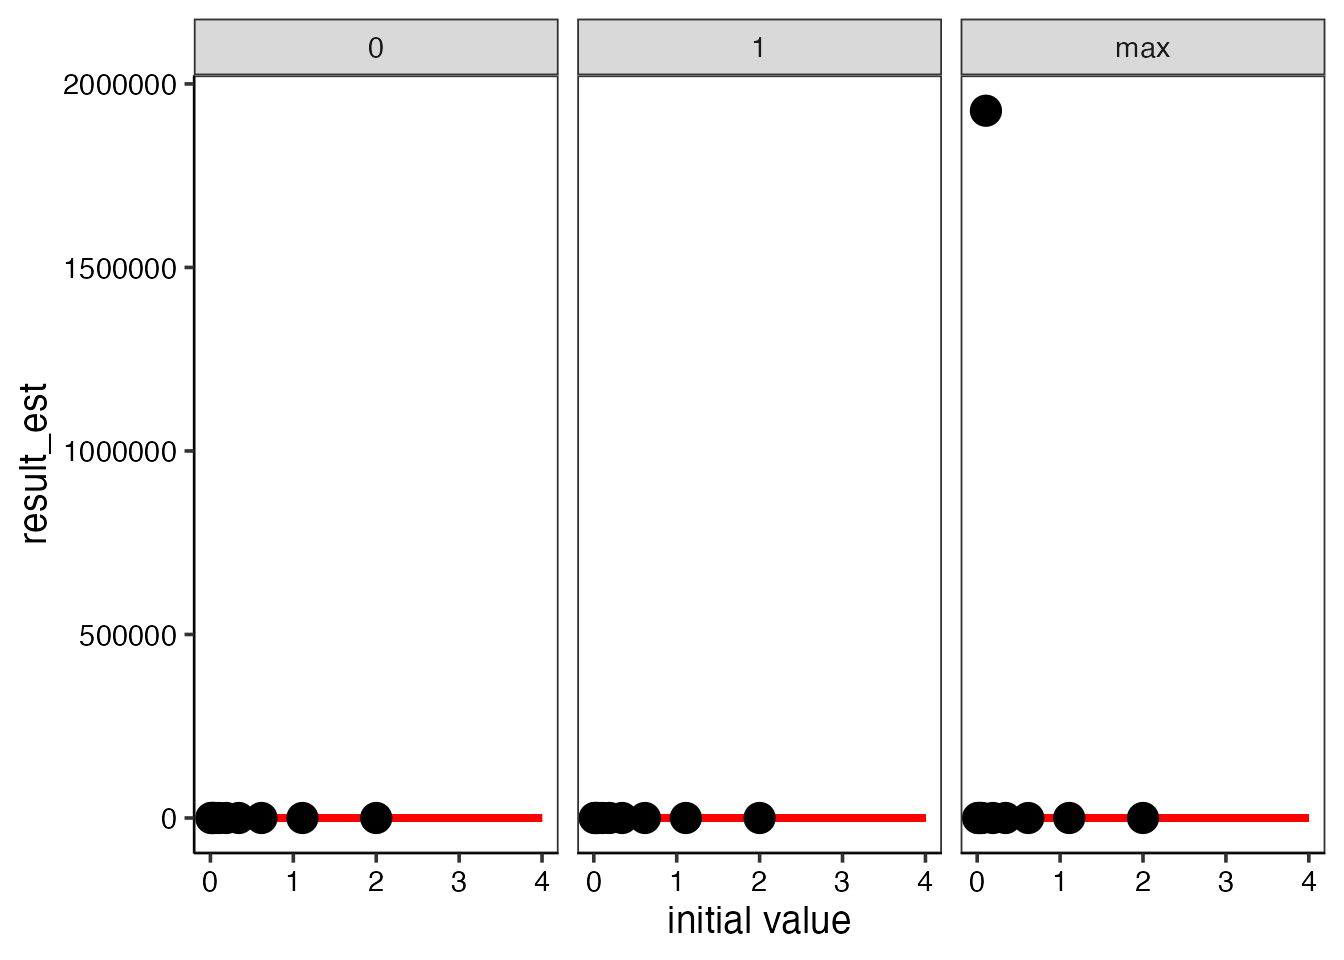 0 1 max
2000000
1500000
1000000
500000
0
result_est
0 1 2 3 4 0 1 2 3 4 0 1 2 3 4
initial value